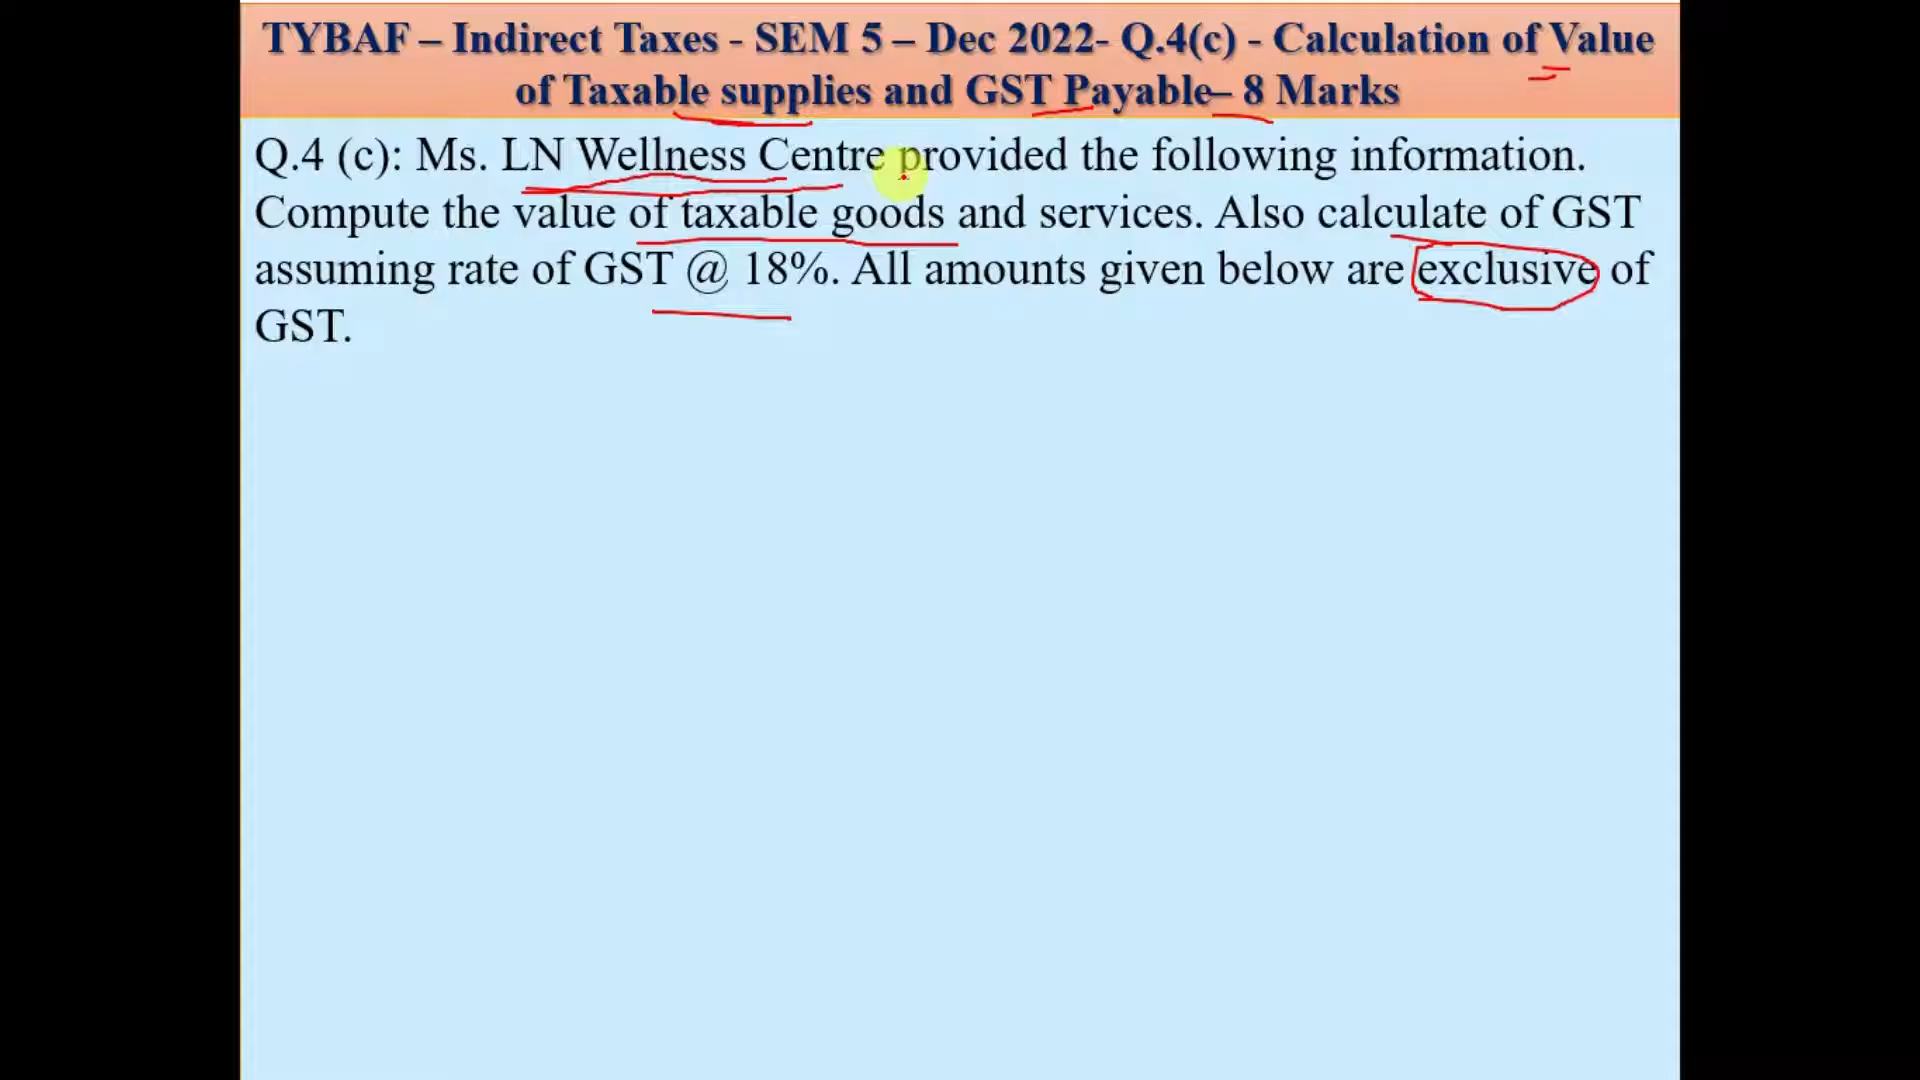 TYBAF – Indirect Taxes - SEM 5 – Dec 2022- Q.4(c) - Calculation of Value
of Taxable supplies and GST Payable– 8 Marks
Q.4 (c): Ms. LN Wellness Centre provided the following information.
Compute the value of taxable goods and services. Also calculate of GST
assuming rate of GST @ 18%. All amounts given below are exclusive of
GST.